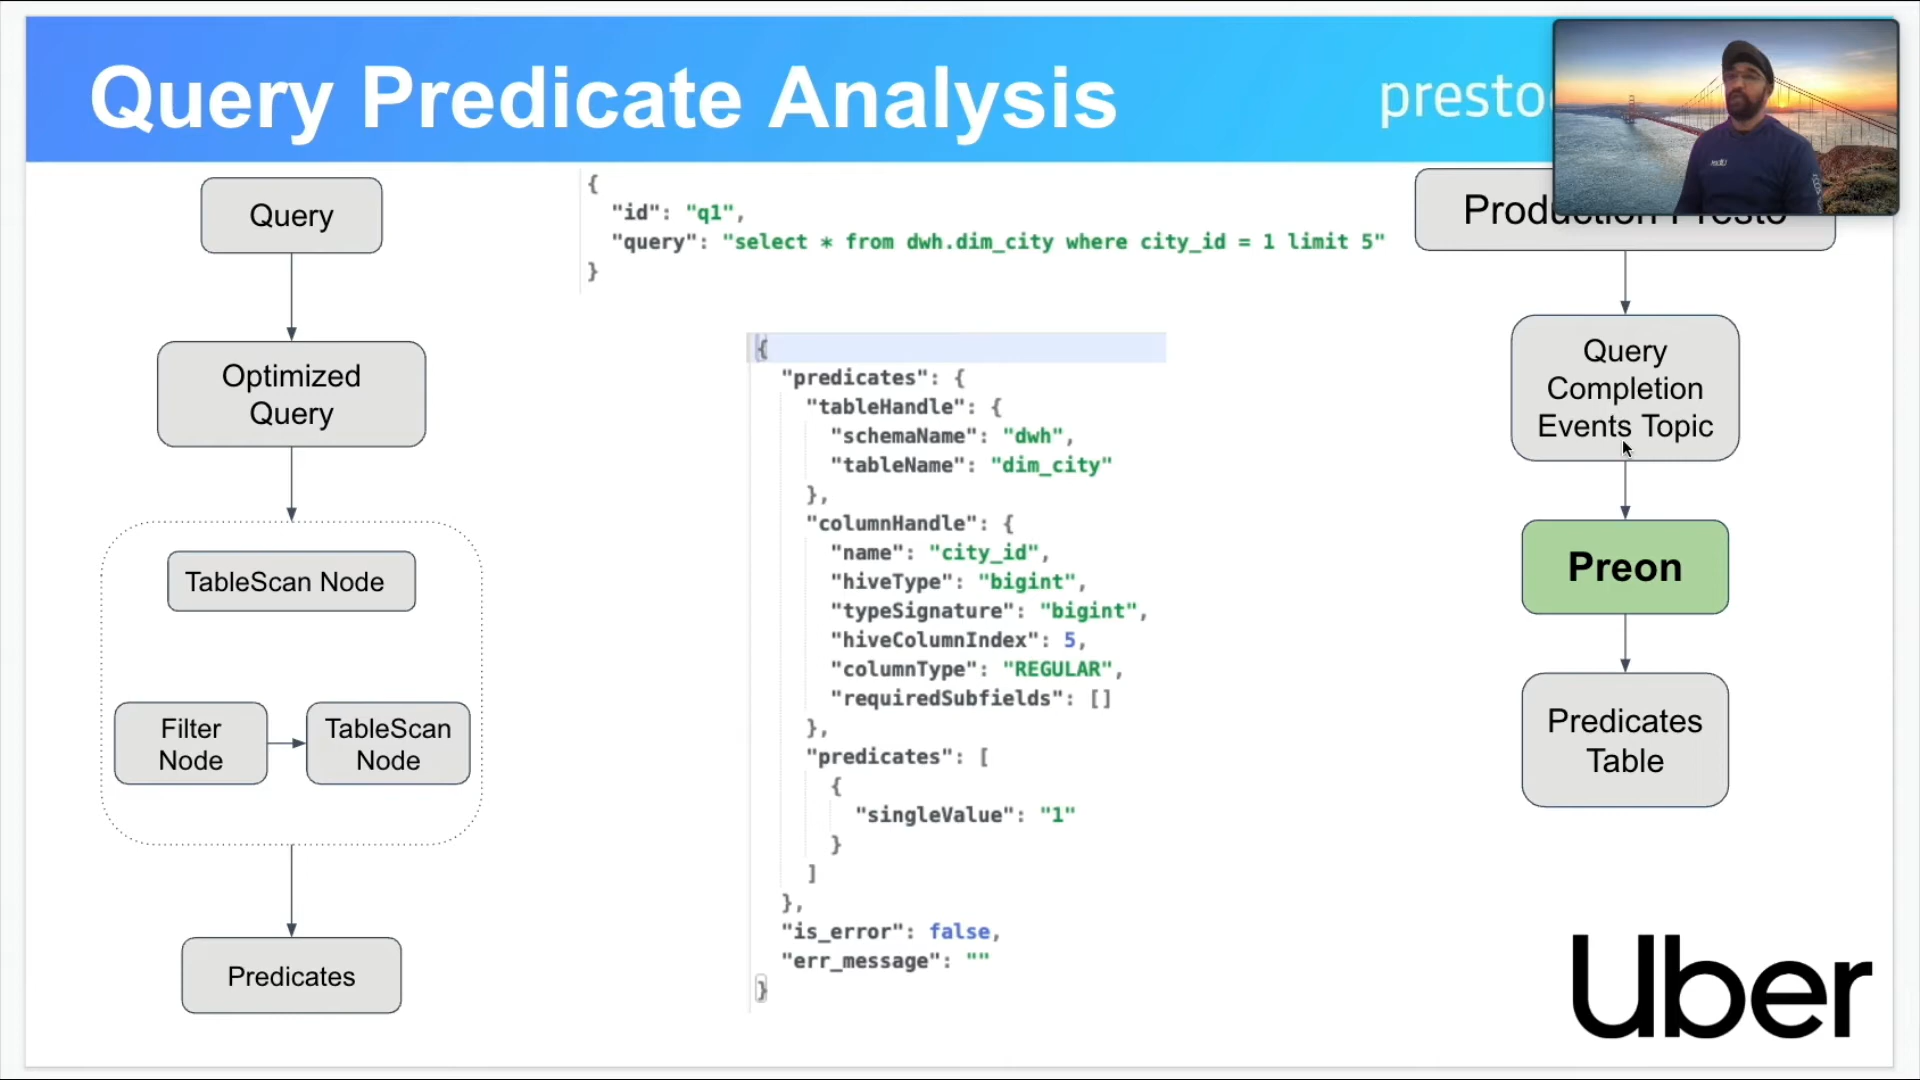 Query Predicate Analysis
presto
Query
Optimized
Query
TableScan Node
Filter
Node
TableScan
Node
Predicates
{
"id": "q1",
"query": "select * from dwh.dim_city where city_id = 1 limit 5"
}
{
"predicates": {
"tableHandle": {
"schemaName": "dwh",
"tableName": "dim_city"
},
"columnHandle": {
"name": "city_id",
"hiveType": "bigint",
"typeSignature": "bigint",
"hiveColumnIndex": 5,
"columnType": "REGULAR",
"requiredSubfields": []
},
"predicates": [
{
"singleValue": "1"
}
]
},
"is_error": false,
"err_message": ""
}
Production Presto
Query
Completion
Events Topic
Preon
Predicates
Table
Uber